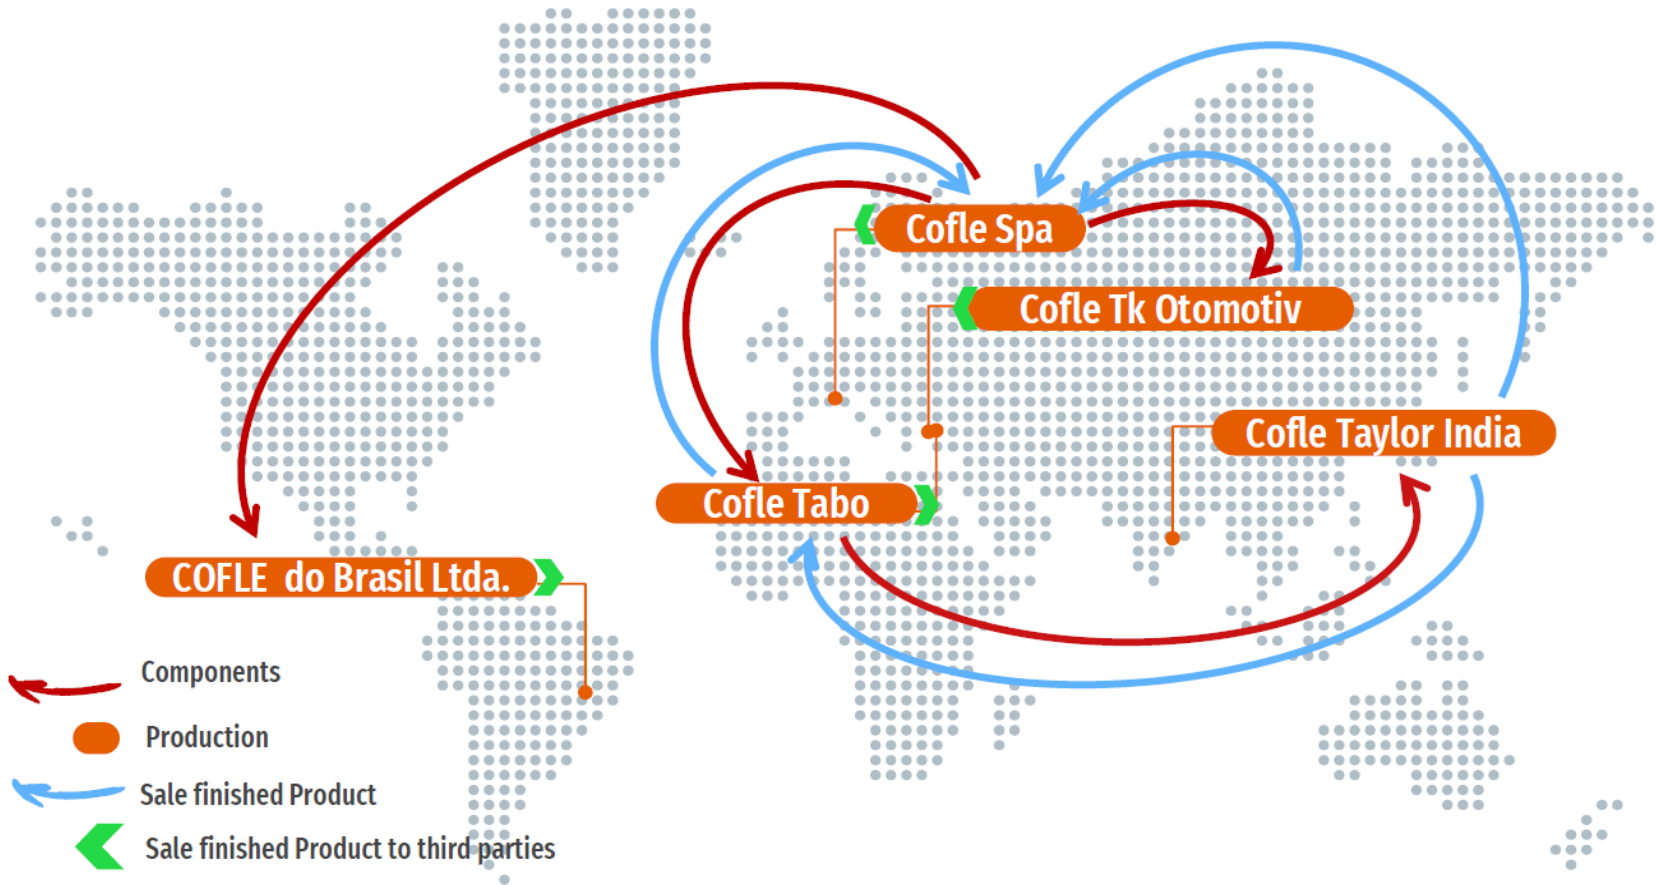 Cofle Spa
Cofle Tk Otomotiv
Cofle Taylor India
Cofle Tabo
COFLE do Brasil Ltda.
Components
Production
Sale finished Product
Sale finished Product to third parties